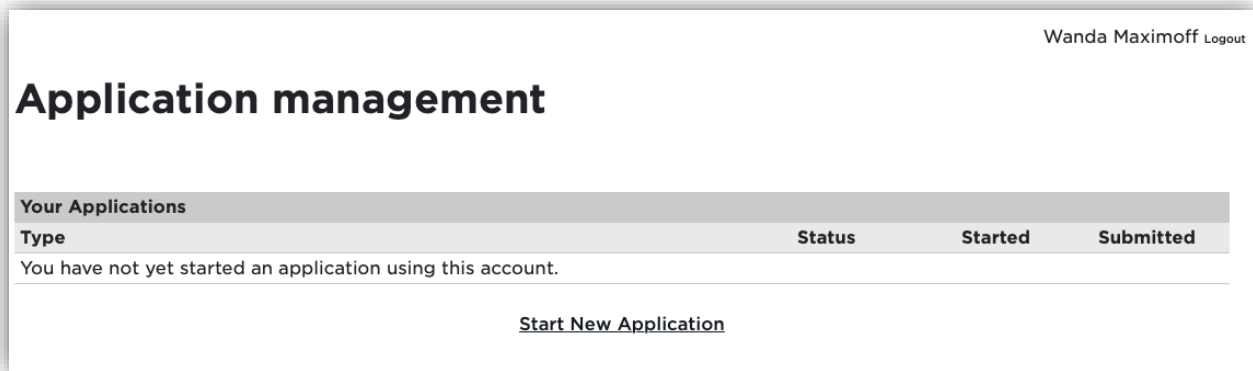 Wanda Maximoff Logout
Application management
Your Applications
Type Status Started Submitted
You have not yet started an application using this account.
Start New Application